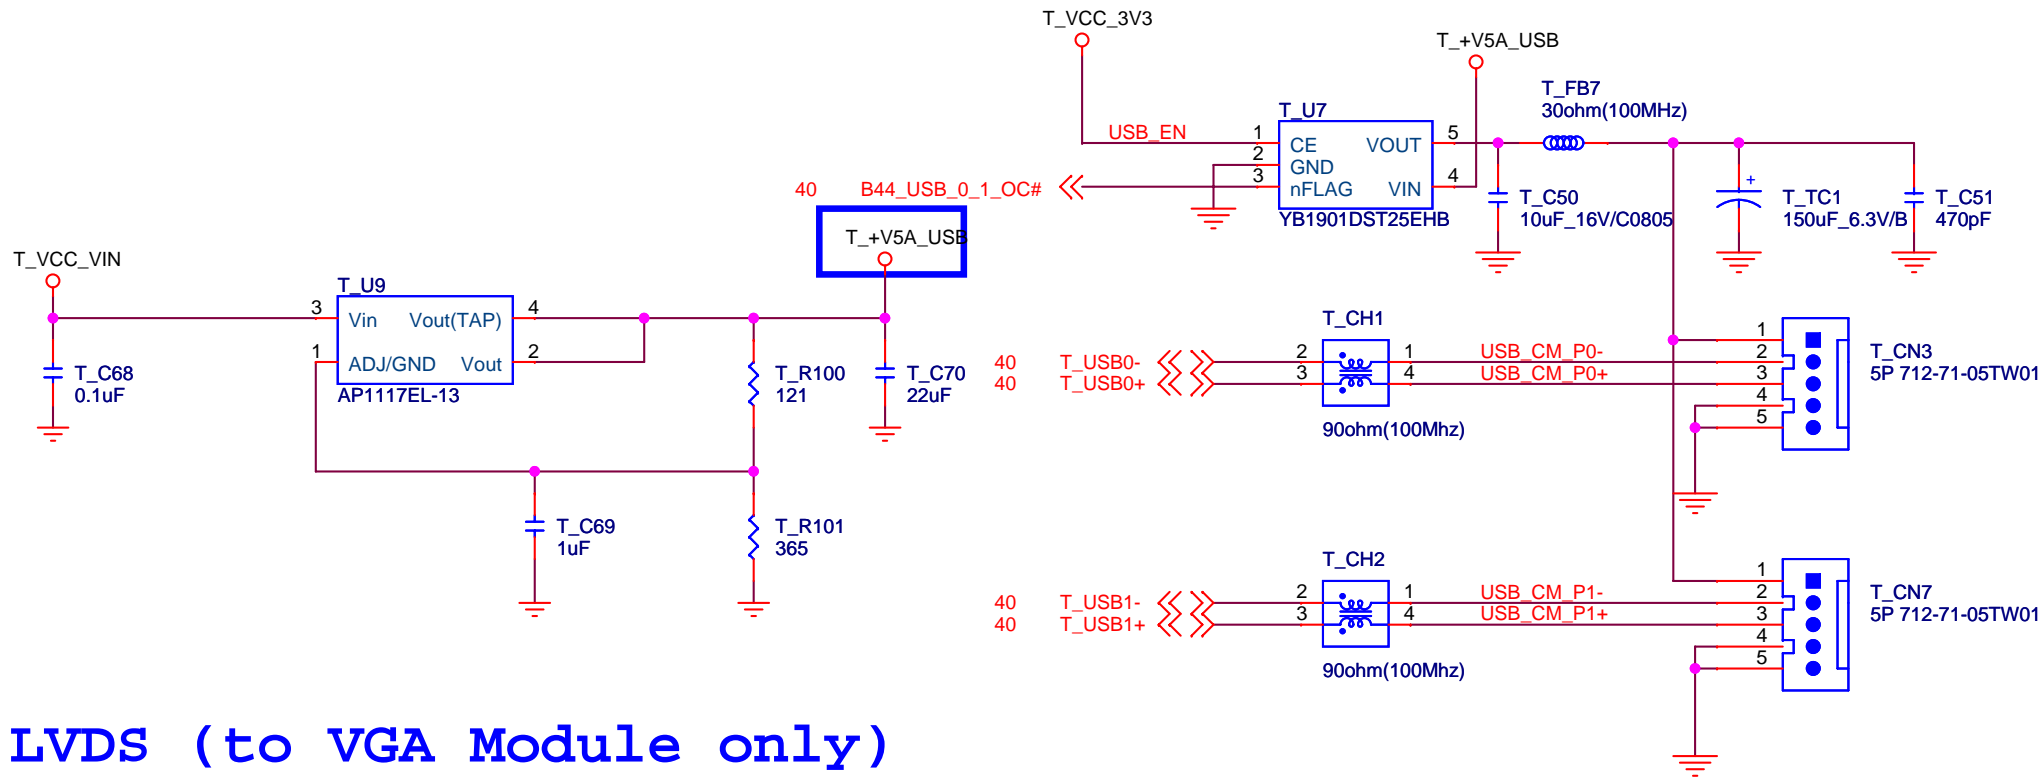 T_VCC_3V3
T_+V5A_USB
T_FB7
30ohm(100MHz)
T_U7
USB_EN
1
CE
VOUT
5
2
GND
40
B44_USB_0_1_OC#
3
nFLAG
VIN
4
YB1901DST25EHB
T_C50
10uF_16V/C0805
+
T_TC1
150uF_6.3V/B
T_C51
470pF
T_+V5A_USB
T_VCC_VIN
T_U9
3
Vin
Vout(TAP)
4
1
ADJ/GND
Vout
2
AP1117EL-13
T_C68
0.1uF
T_R100
121
T_C70
22uF
T_C69
1uF
T_R101
365
T_CH1
40
T_USB0-
2
1
USB_CM_P0-
40
T_USB0+
3
4
USB_CM_P0+
90ohm(100Mhz)
1
2
3
4
5
T_CN3
5P 712-71-05TW01
T_CH2
40
T_USB1-
2
1
USB_CM_P1-
40
T_USB1+
3
4
USB_CM_P1+
90ohm(100Mhz)
1
2
3
4
5
T_CN7
5P 712-71-05TW01
LVDS (to VGA Module only)